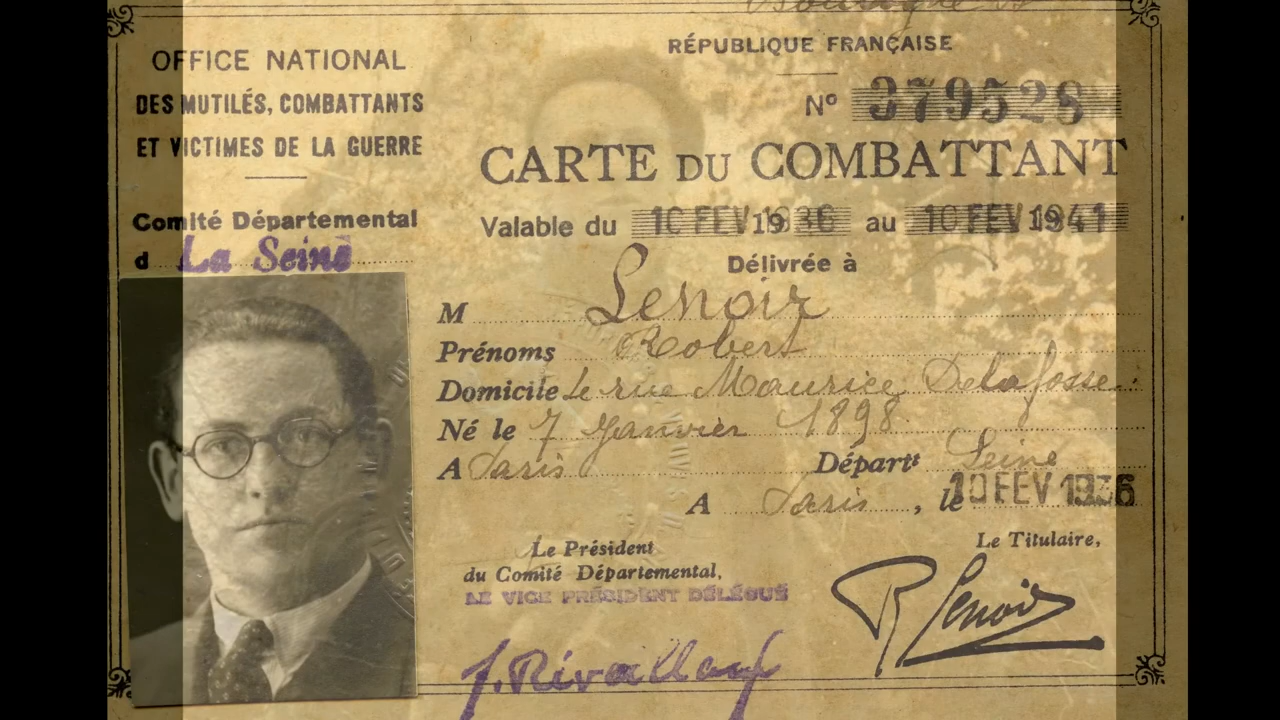 OFFICE NATIONAL
DES MUTILÉS, COMBATTANTS
ET VICTIMES DE LA GUERRE
Comité Départemental
d La Seine
RÉPUBLIQUE FRANÇAISE
Nº 379528
CARTE DU COMBATTANT
Valable du 10 FEV 1936 au 10 FEV 1941
Délivrée à
M Lenoir
Prénoms Robert
Domicile rue Maurice Delafosse
Né le 7 Janvier 1898
A Paris Départt Seine
A Paris, le 10 FEV 1936
Le Président
du Comité Départemental,
LE VICE PRÉSIDENT DÉLÉGUÉ
Le Titulaire,
R Lenoir